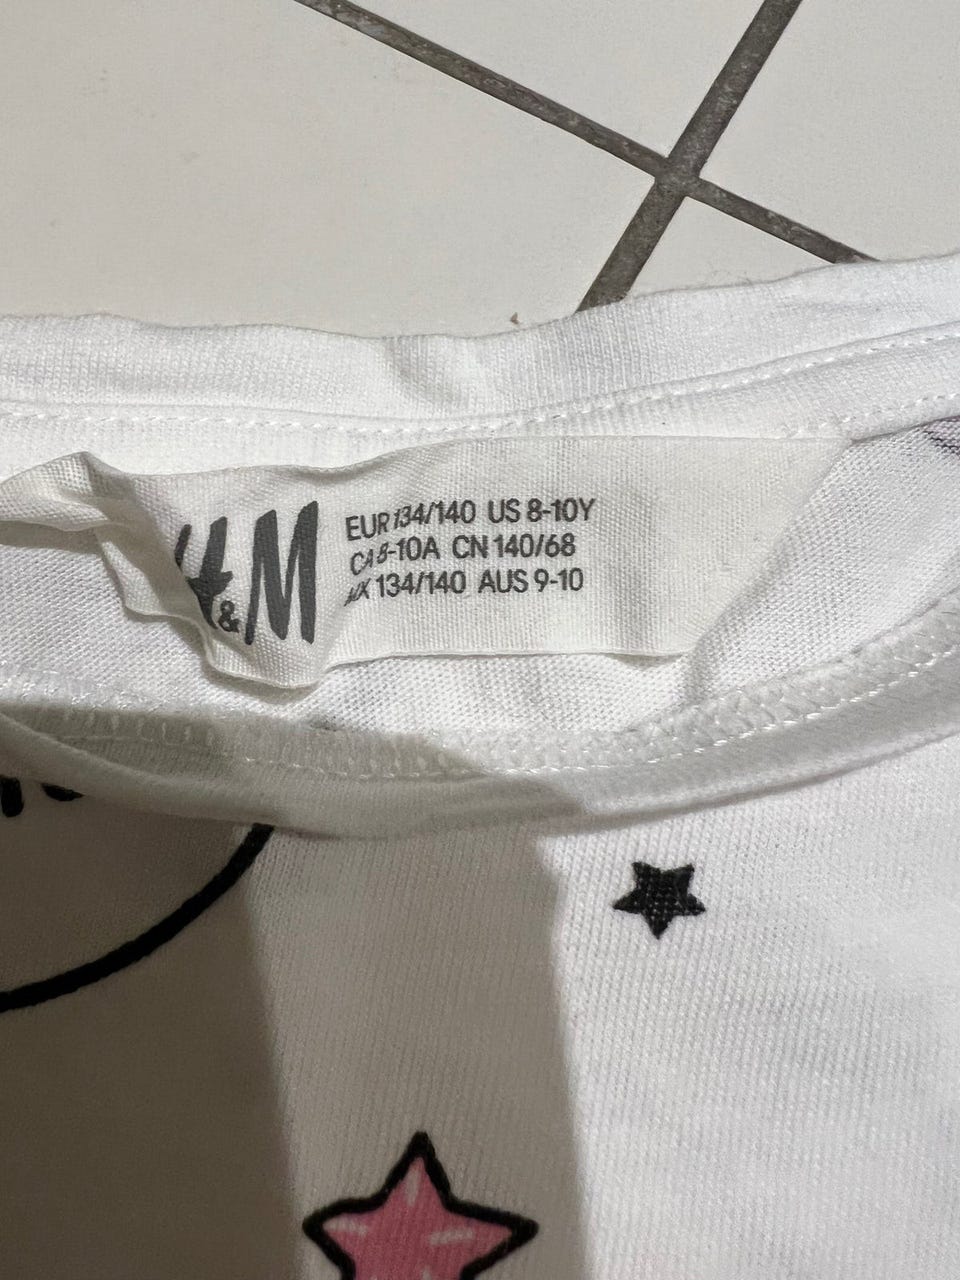 H&M
EUR 134/140 US 8-10Y
CA 8-10A CN 140/68
MX 134/140 AUS 9-10